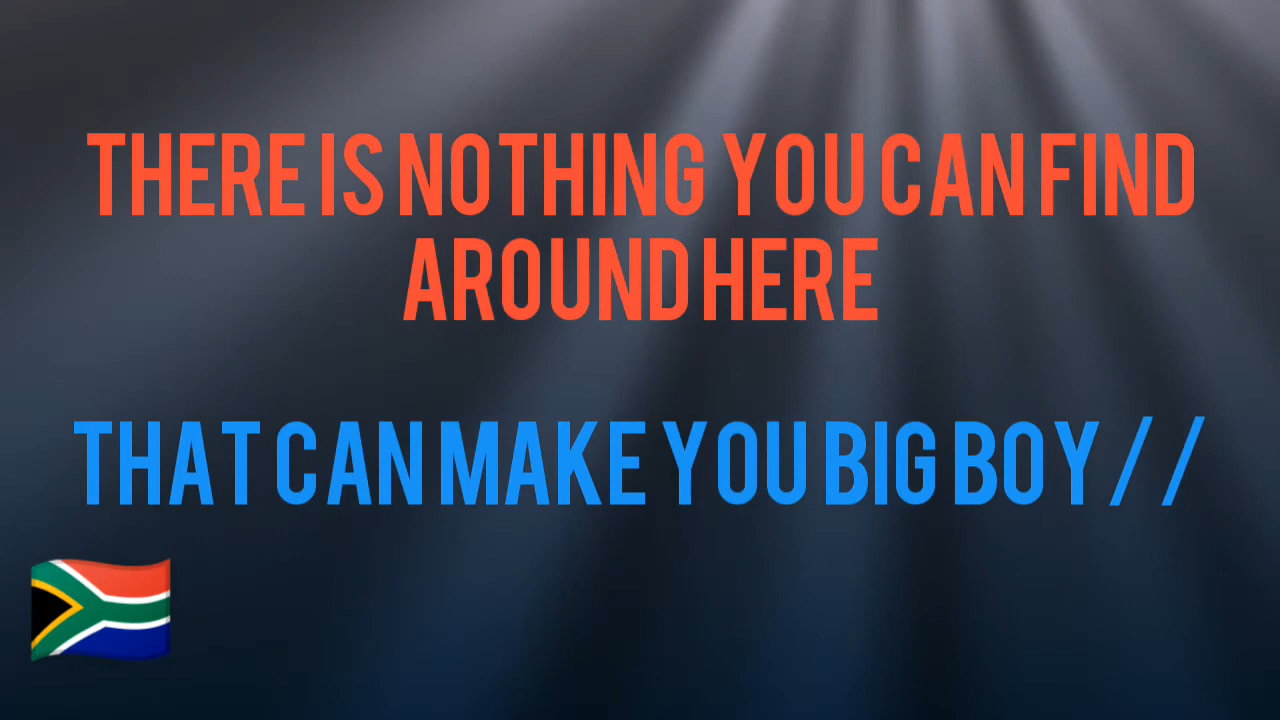 THERE IS NOTHING YOU CAN FIND
AROUND HERE
THAT CAN MAKE YOU BIG BOY//